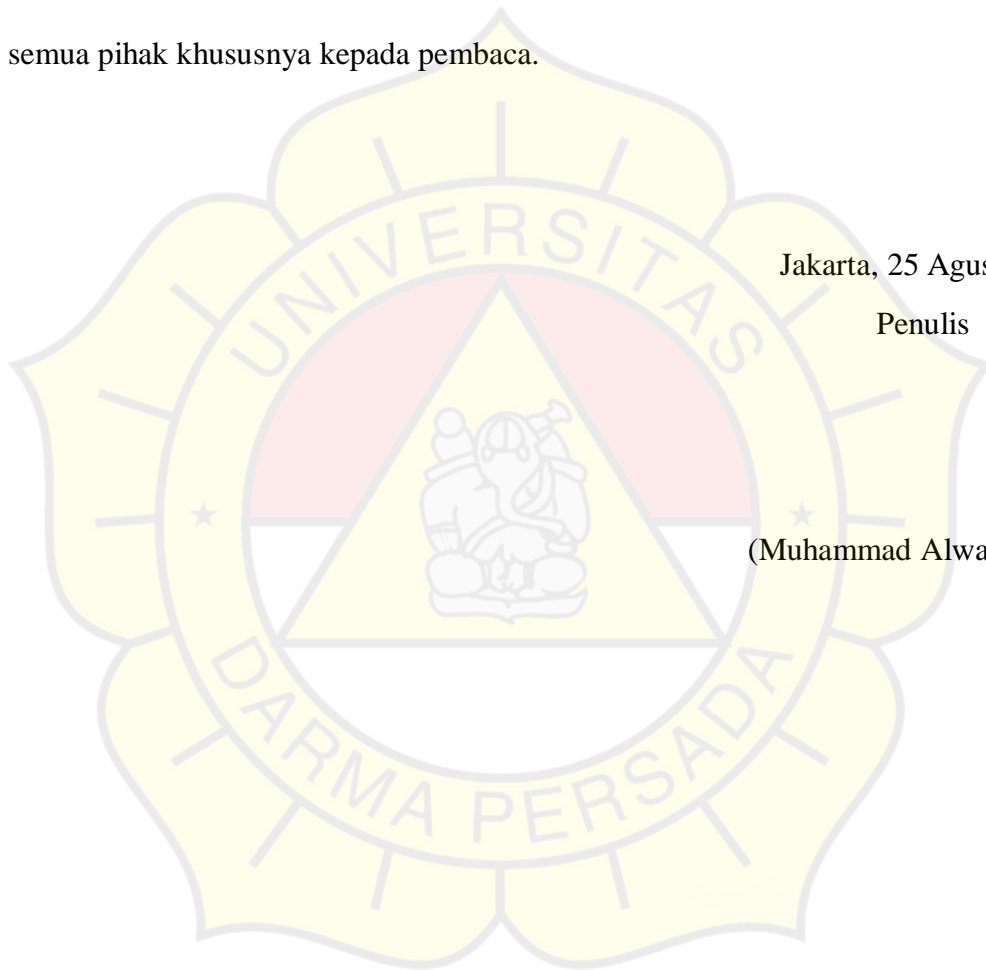 semua pihak khususnya kepada pembaca.
Jakarta, 25 Agus
Penulis
(Muhammad Alwa
UNIVERSITAS
DARMA PERSADA